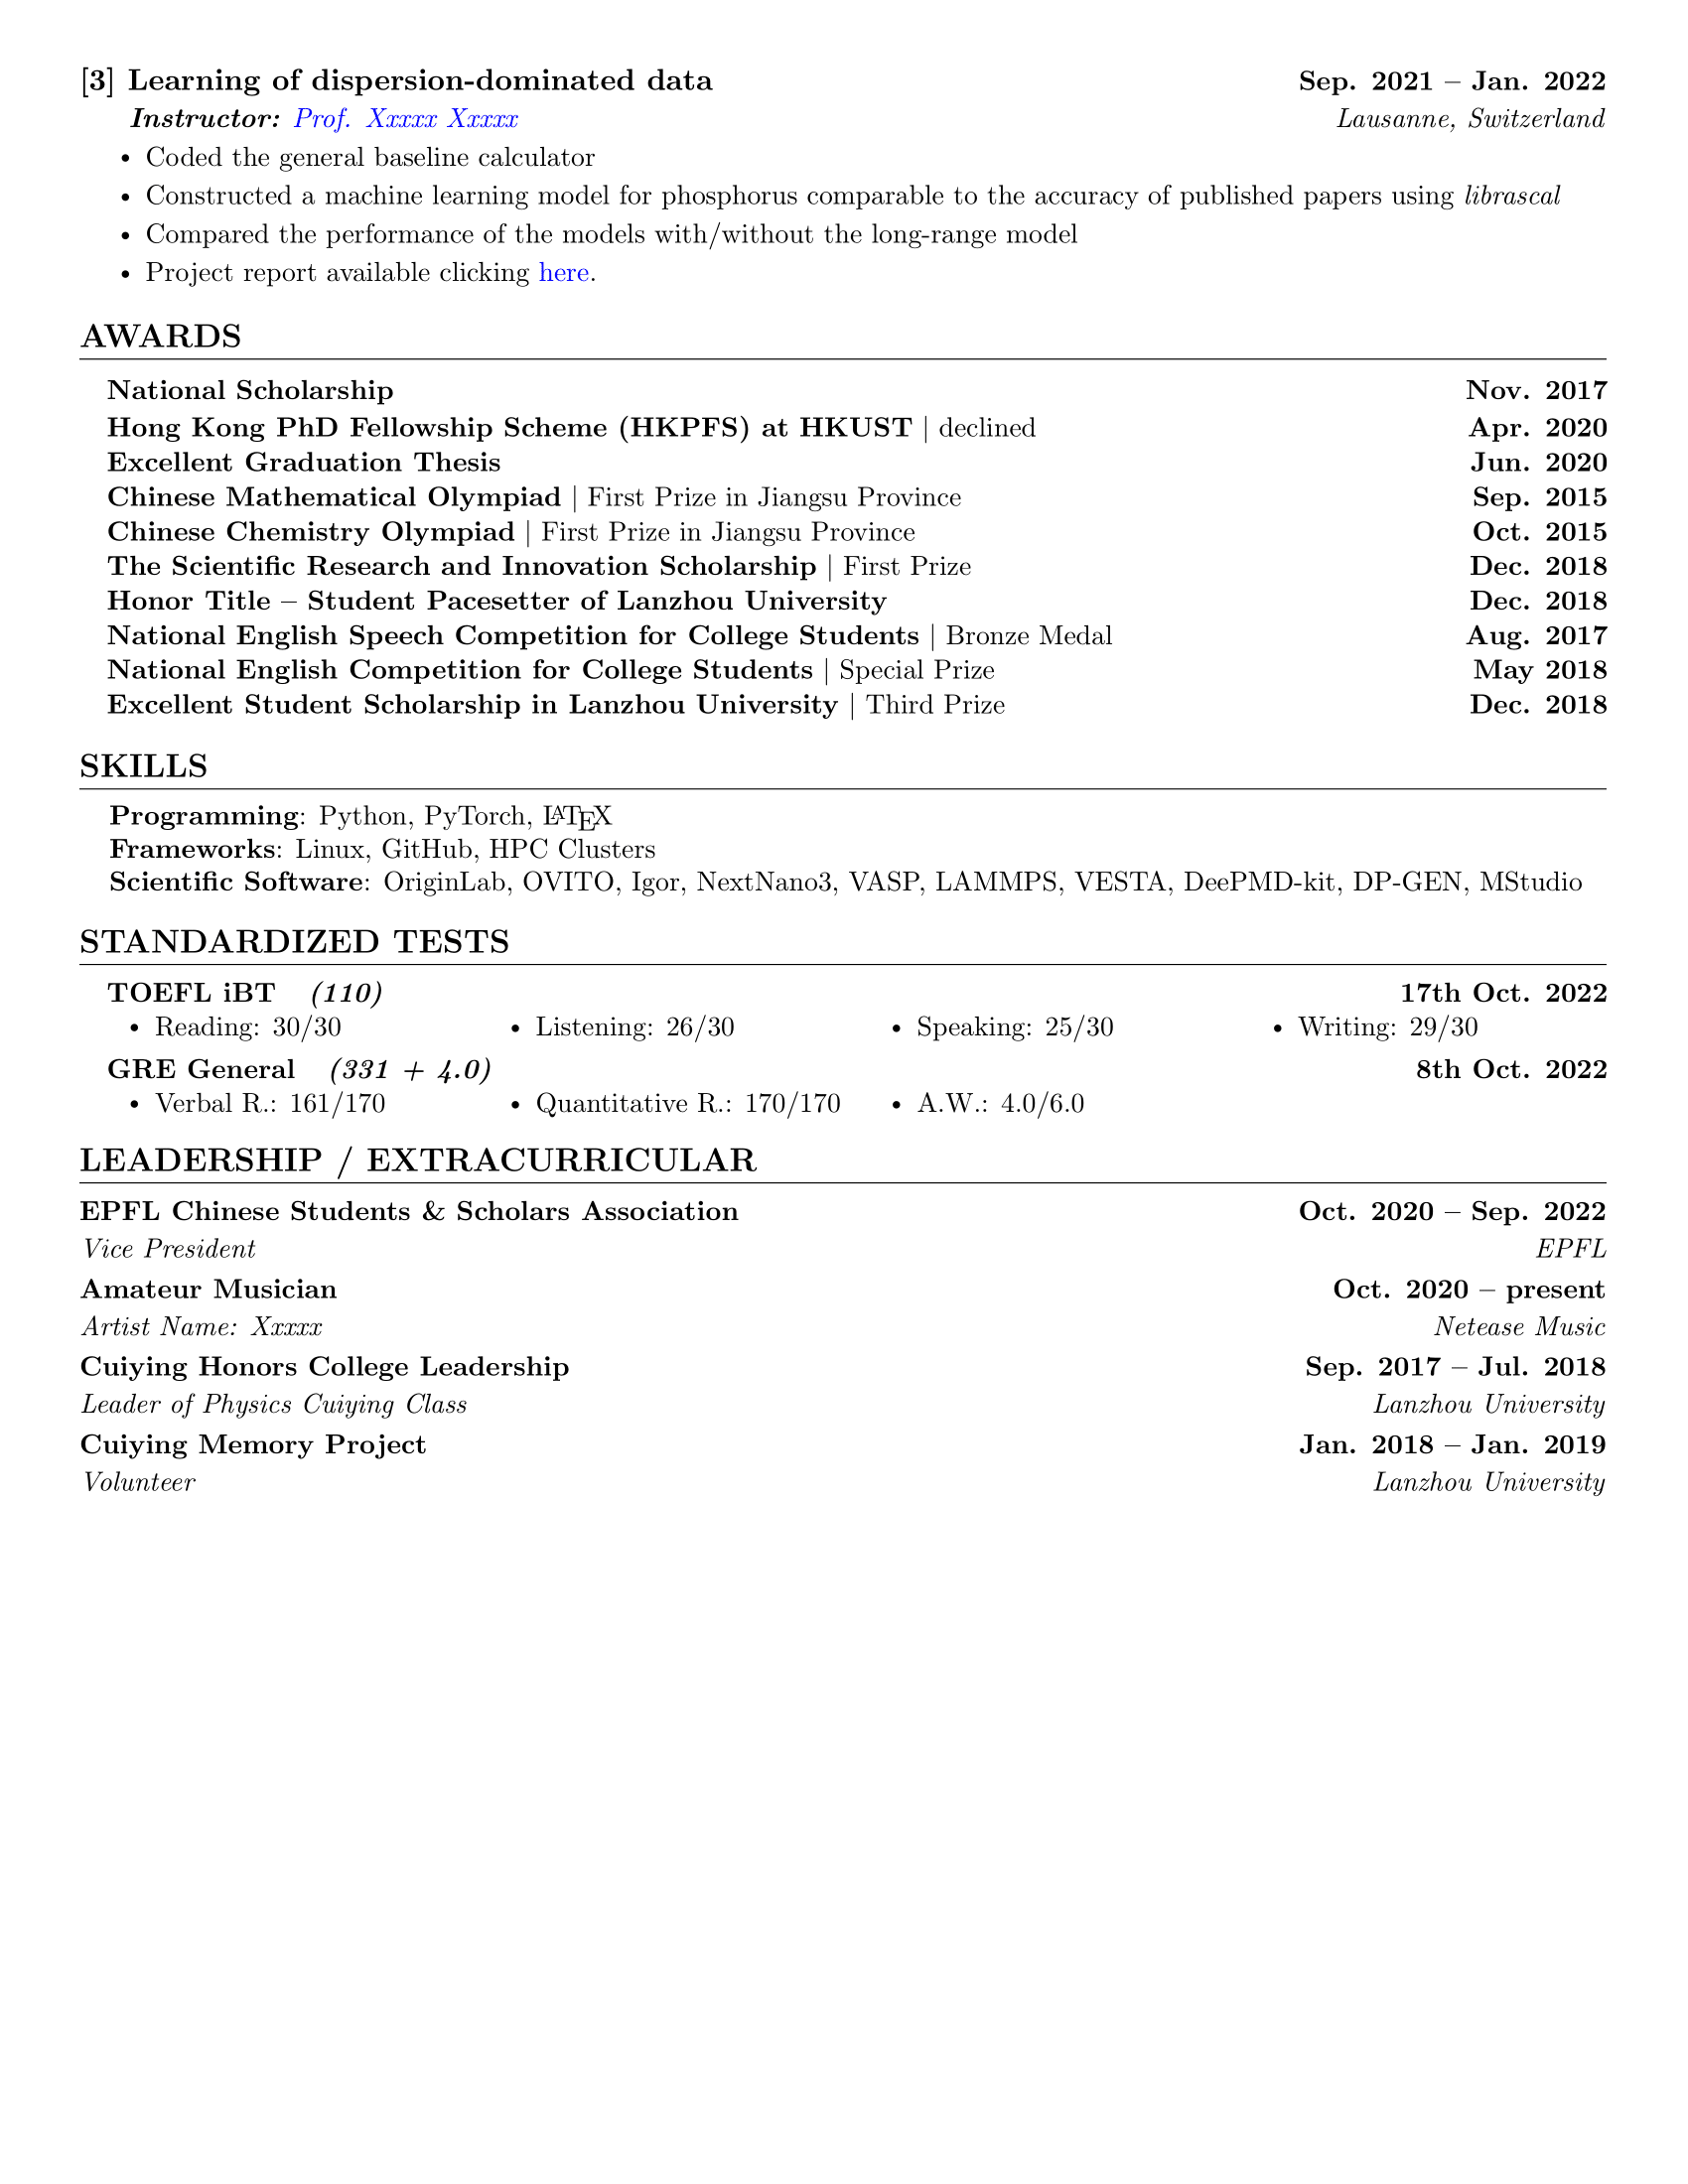 [3] Learning of dispersion-dominated data Sep. 2021 – Jan. 2022
Instructor: Prof. Xxxxx Xxxxx Lausanne, Switzerland
• Coded the general baseline calculator
• Constructed a machine learning model for phosphorus comparable to the accuracy of published papers using librascal
• Compared the performance of the models with/without the long-range model
• Project report available clicking here.
AWARDS
National Scholarship Nov. 2017
Hong Kong PhD Fellowship Scheme (HKPFS) at HKUST | declined Apr. 2020
Excellent Graduation Thesis Jun. 2020
Chinese Mathematical Olympiad | First Prize in Jiangsu Province Sep. 2015
Chinese Chemistry Olympiad | First Prize in Jiangsu Province Oct. 2015
The Scientific Research and Innovation Scholarship | First Prize Dec. 2018
Honor Title – Student Pacesetter of Lanzhou University Dec. 2018
National English Speech Competition for College Students | Bronze Medal Aug. 2017
National English Competition for College Students | Special Prize May 2018
Excellent Student Scholarship in Lanzhou University | Third Prize Dec. 2018
SKILLS
Programming: Python, PyTorch, LATEX
Frameworks: Linux, GitHub, HPC Clusters
Scientific Software: OriginLab, OVITO, Igor, NextNano3, VASP, LAMMPS, VESTA, DeePMD-kit, DP-GEN, MStudio
STANDARDIZED TESTS
TOEFL iBT (110) 17th Oct. 2022
• Reading: 30/30 • Listening: 26/30 • Speaking: 25/30 • Writing: 29/30
GRE General (331 + 4.0) 8th Oct. 2022
• Verbal R.: 161/170 • Quantitative R.: 170/170 • A.W.: 4.0/6.0
LEADERSHIP / EXTRACURRICULAR
EPFL Chinese Students & Scholars Association Oct. 2020 – Sep. 2022
Vice President EPFL
Amateur Musician Oct. 2020 – present
Artist Name: Xxxxx Netease Music
Cuiying Honors College Leadership Sep. 2017 – Jul. 2018
Leader of Physics Cuiying Class Lanzhou University
Cuiying Memory Project Jan. 2018 – Jan. 2019
Volunteer Lanzhou University